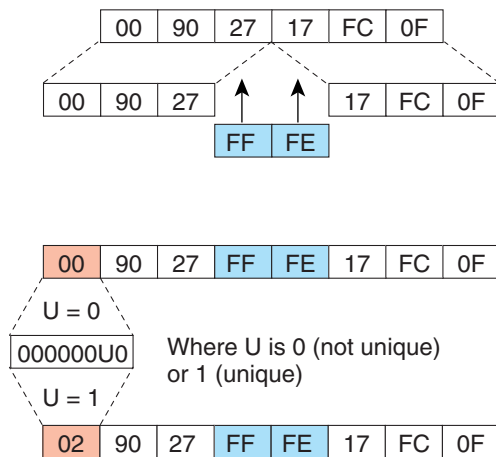 00 90 27 17 FC 0F
00 90 27 17 FC 0F
FF FE
00 90 27 FF FE 17 FC 0F
U = 0
000000U0
Where U is 0 (not unique)
or 1 (unique)
U = 1
02 90 27 FF FE 17 FC 0F